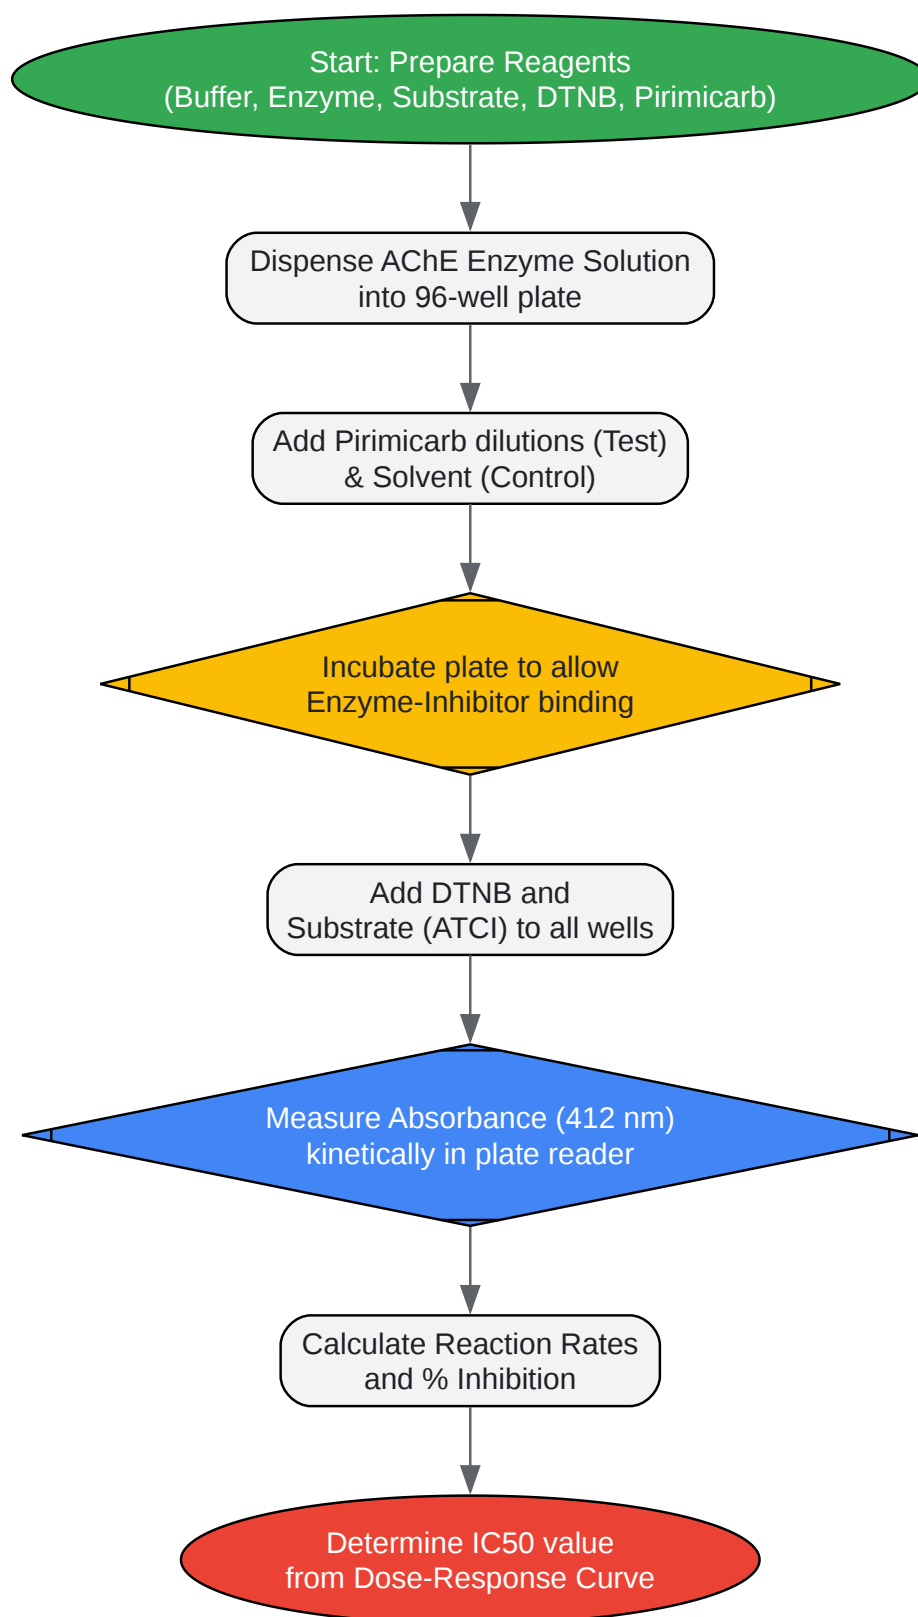 Start: Prepare Reagents
(Buffer, Enzyme, Substrate, DTNB, Pirimicarb)
Dispense AChE Enzyme Solution
into 96-well plate
Add Pirimicarb dilutions (Test)
& Solvent (Control)
Incubate plate to allow
Enzyme-Inhibitor binding
Add DTNB and
Substrate (ATCI) to all wells
Measure Absorbance (412 nm)
kinetically in plate reader
Calculate Reaction Rates
and % Inhibition
Determine IC50 value
from Dose-Response Curve